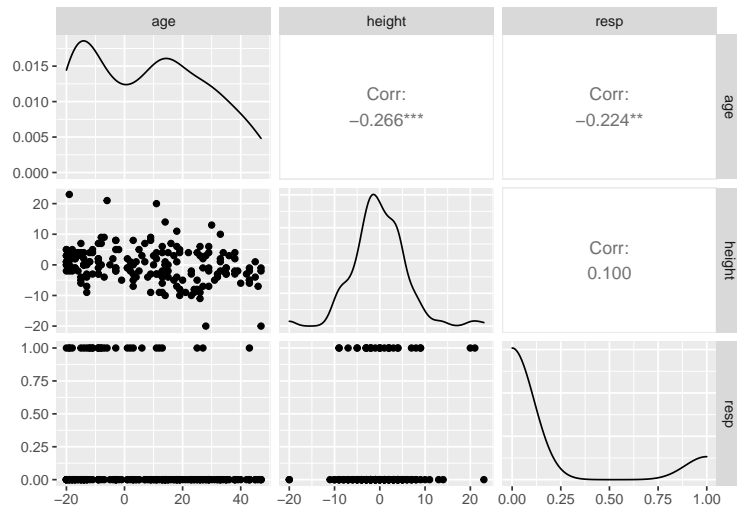 age height resp
0.015
0.010
0.005
0.000
Corr:
−0.266***
Corr:
−0.224**
age
20
10
0
−10
−20
Corr:
0.100
height
1.00
0.75
0.50
0.25
0.00
resp
−20 0 20 40 −20 −10 0 10 20 0.00 0.25 0.50 0.75 1.00